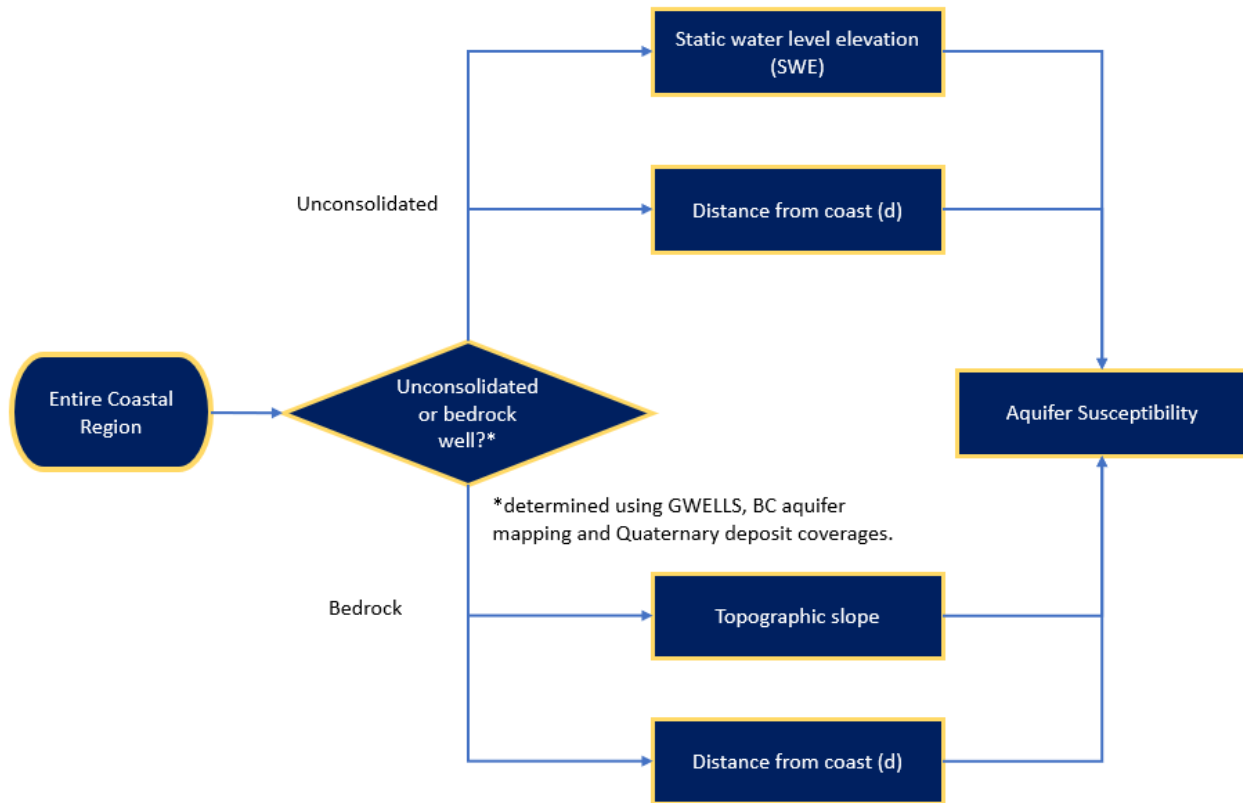 Static water level elevation
(SWE)
Unconsolidated
Distance from coast (d)
Entire Coastal
Region
Unconsolidated
or bedrock
well?*
Aquifer Susceptibility
*determined using GWELLS, BC aquifer
mapping and Quaternary deposit coverages.
Bedrock
Topographic slope
Distance from coast (d)